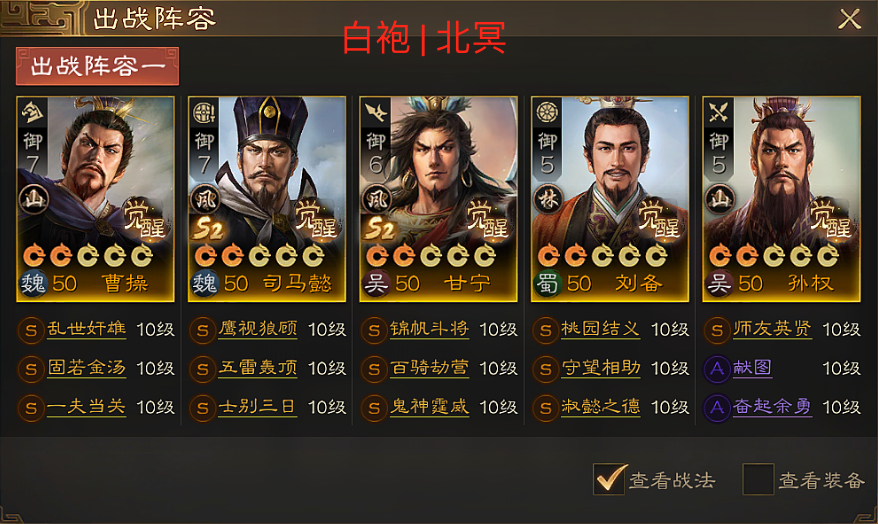 出战阵容
白袍 | 北冥
出战阵容一
御 7 山 觉醒 魏 50 曹操
御 7 风 S2 觉醒 魏 50 司马懿
御 6 风 S2 觉醒 吴 50 甘宁
御 5 林 觉醒 蜀 50 刘备
御 5 山 觉醒 吴 50 孙权
S 乱世奸雄 10级 S 鹰视狼顾 10级 S 锦帆斗将 10级 S 桃园结义 10级 S 师友英贤 10级
S 固若金汤 10级 S 五雷轰顶 10级 S 百骑劫营 10级 S 守望相助 10级 A 献图 10级
S 一夫当关 10级 S 士别三日 10级 S 鬼神霆威 10级 S 淑懿之德 10级 A 奋起余勇 10级
查看战法 查看装备